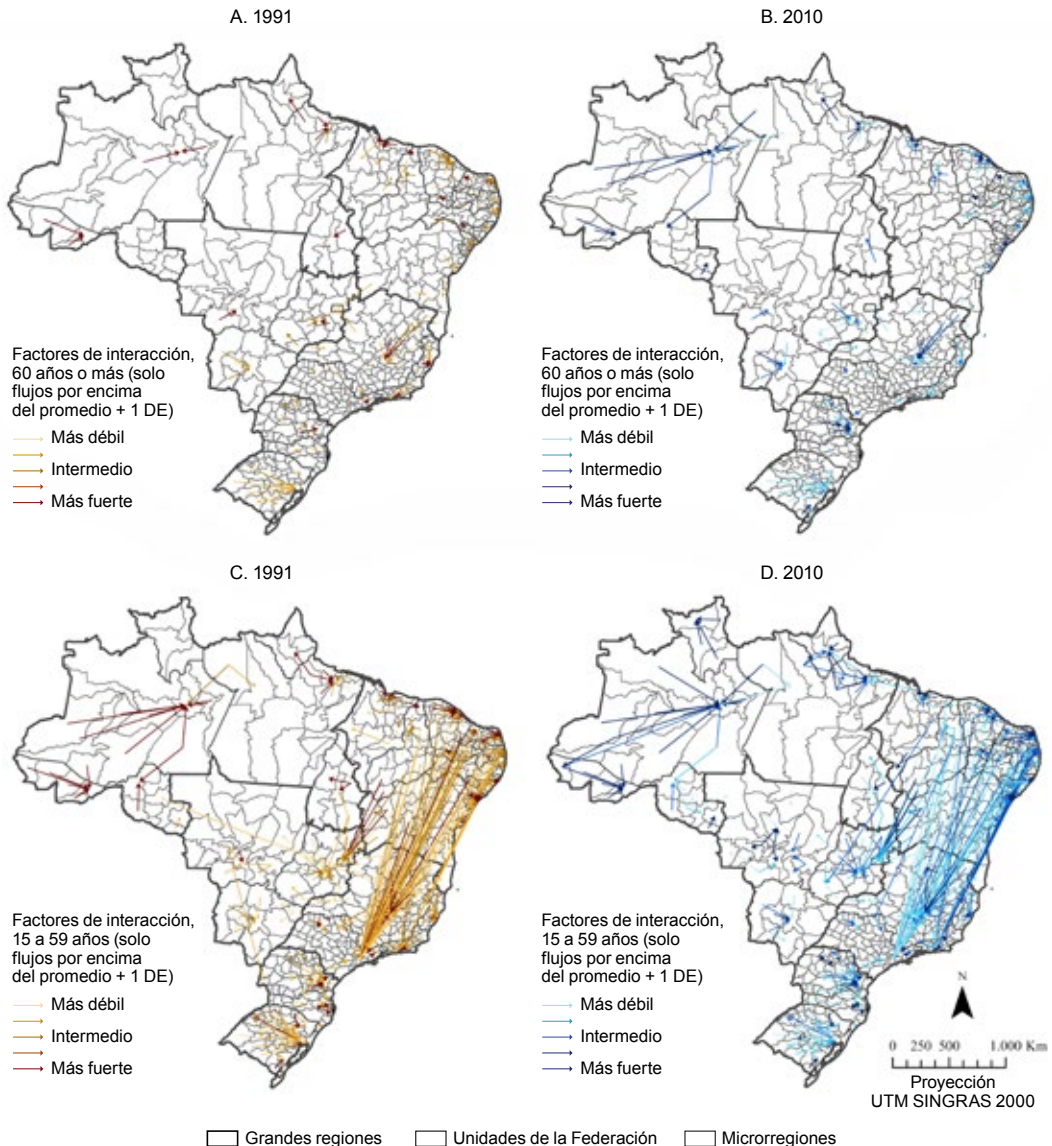 A. 1991
B. 2010
Factores de interacción,
60 años o más (solo
flujos por encima
del promedio + 1 DE)
Más débil
Intermedio
Más fuerte
Factores de interacción,
60 años o más (solo
flujos por encima
del promedio + 1 DE)
Más débil
Intermedio
Más fuerte
C. 1991
D. 2010
Factores de interacción,
15 a 59 años (solo
flujos por encima
del promedio + 1 DE)
Más débil
Intermedio
Más fuerte
Factores de interacción,
15 a 59 años (solo
flujos por encima
del promedio + 1 DE)
Más débil
Intermedio
Más fuerte
N
0 250 500 1.000 Km
Proyección
UTM SINGRAS 2000
Grandes regiones Unidades de la Federación Microrregiones